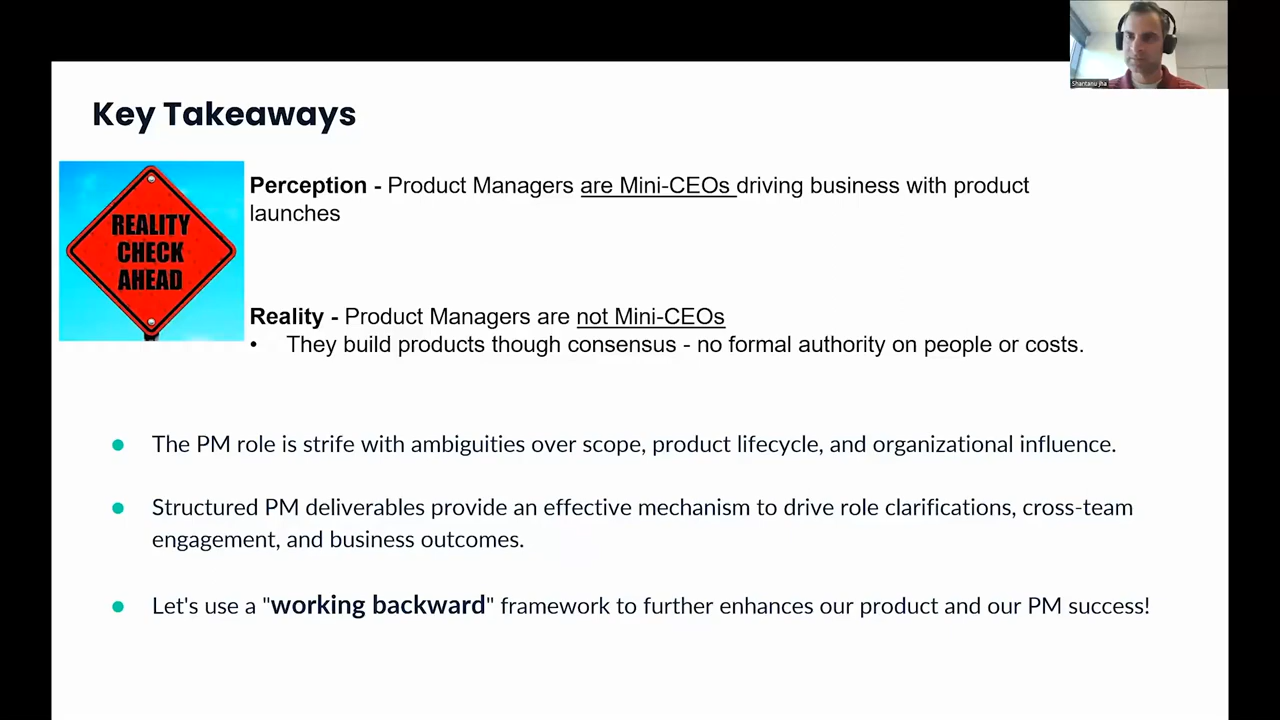 Shantanu jha
Key Takeaways
REALITY
CHECK
AHEAD
Perception - Product Managers are Mini-CEOs driving business with product
launches
Reality - Product Managers are not Mini-CEOs
• They build products though consensus - no formal authority on people or costs.
● The PM role is strife with ambiguities over scope, product lifecycle, and organizational influence.
● Structured PM deliverables provide an effective mechanism to drive role clarifications, cross-team
engagement, and business outcomes.
● Let's use a "working backward" framework to further enhances our product and our PM success!